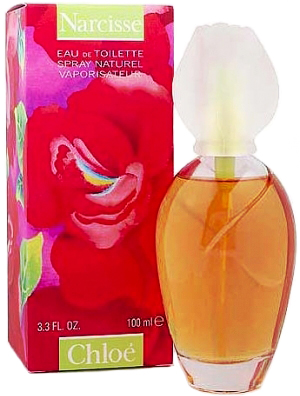 Narcisse
EAU DE TOILETTE
SPRAY NATUREL
VAPORISATEUR
3.3 FL. OZ. 100 ml ℮
Chloé